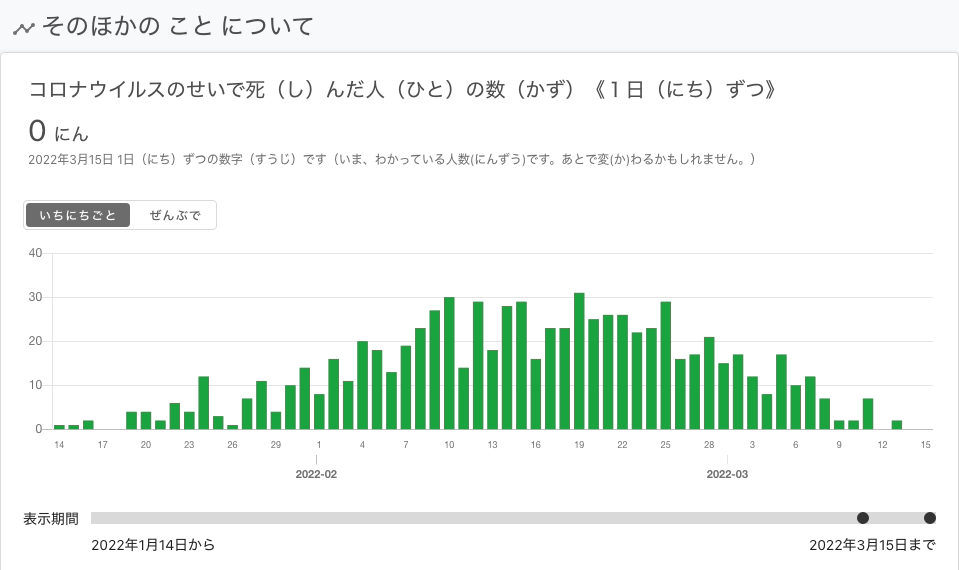 そのほかの こと について
コロナウイルスのせいで死（し）んだ人（ひと）の数（かず）《１日（にち）ずつ》
0 にん
2022年3月15日 1日（にち）ずつの数字（すうじ）です（いま、わかっている人数(にんずう)です。あとで変(か)わるかもしれません。）
いちにちごと ぜんぶで
40
30
20
10
0
14 17 20 23 26 29 1 4 7 10 13 16 19 22 25 28 3 6 9 12 15
2022-02 2022-03
表示期間
2022年1月14日から 2022年3月15日まで